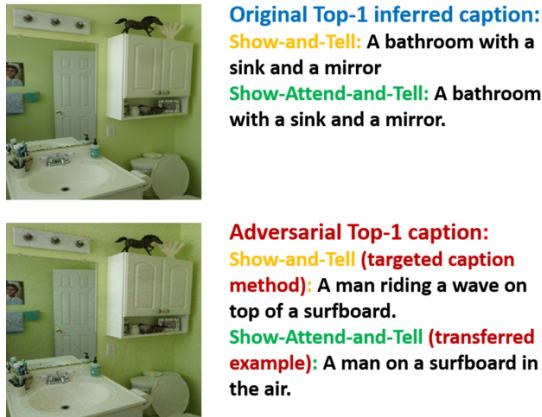 Original Top-1 inferred caption:
Show-and-Tell: A bathroom with a
sink and a mirror
Show-Attend-and-Tell: A bathroom
with a sink and a mirror.
Adversarial Top-1 caption:
Show-and-Tell (targeted caption
method): A man riding a wave on
top of a surfboard.
Show-Attend-and-Tell (transferred
example): A man on a surfboard in
the air.